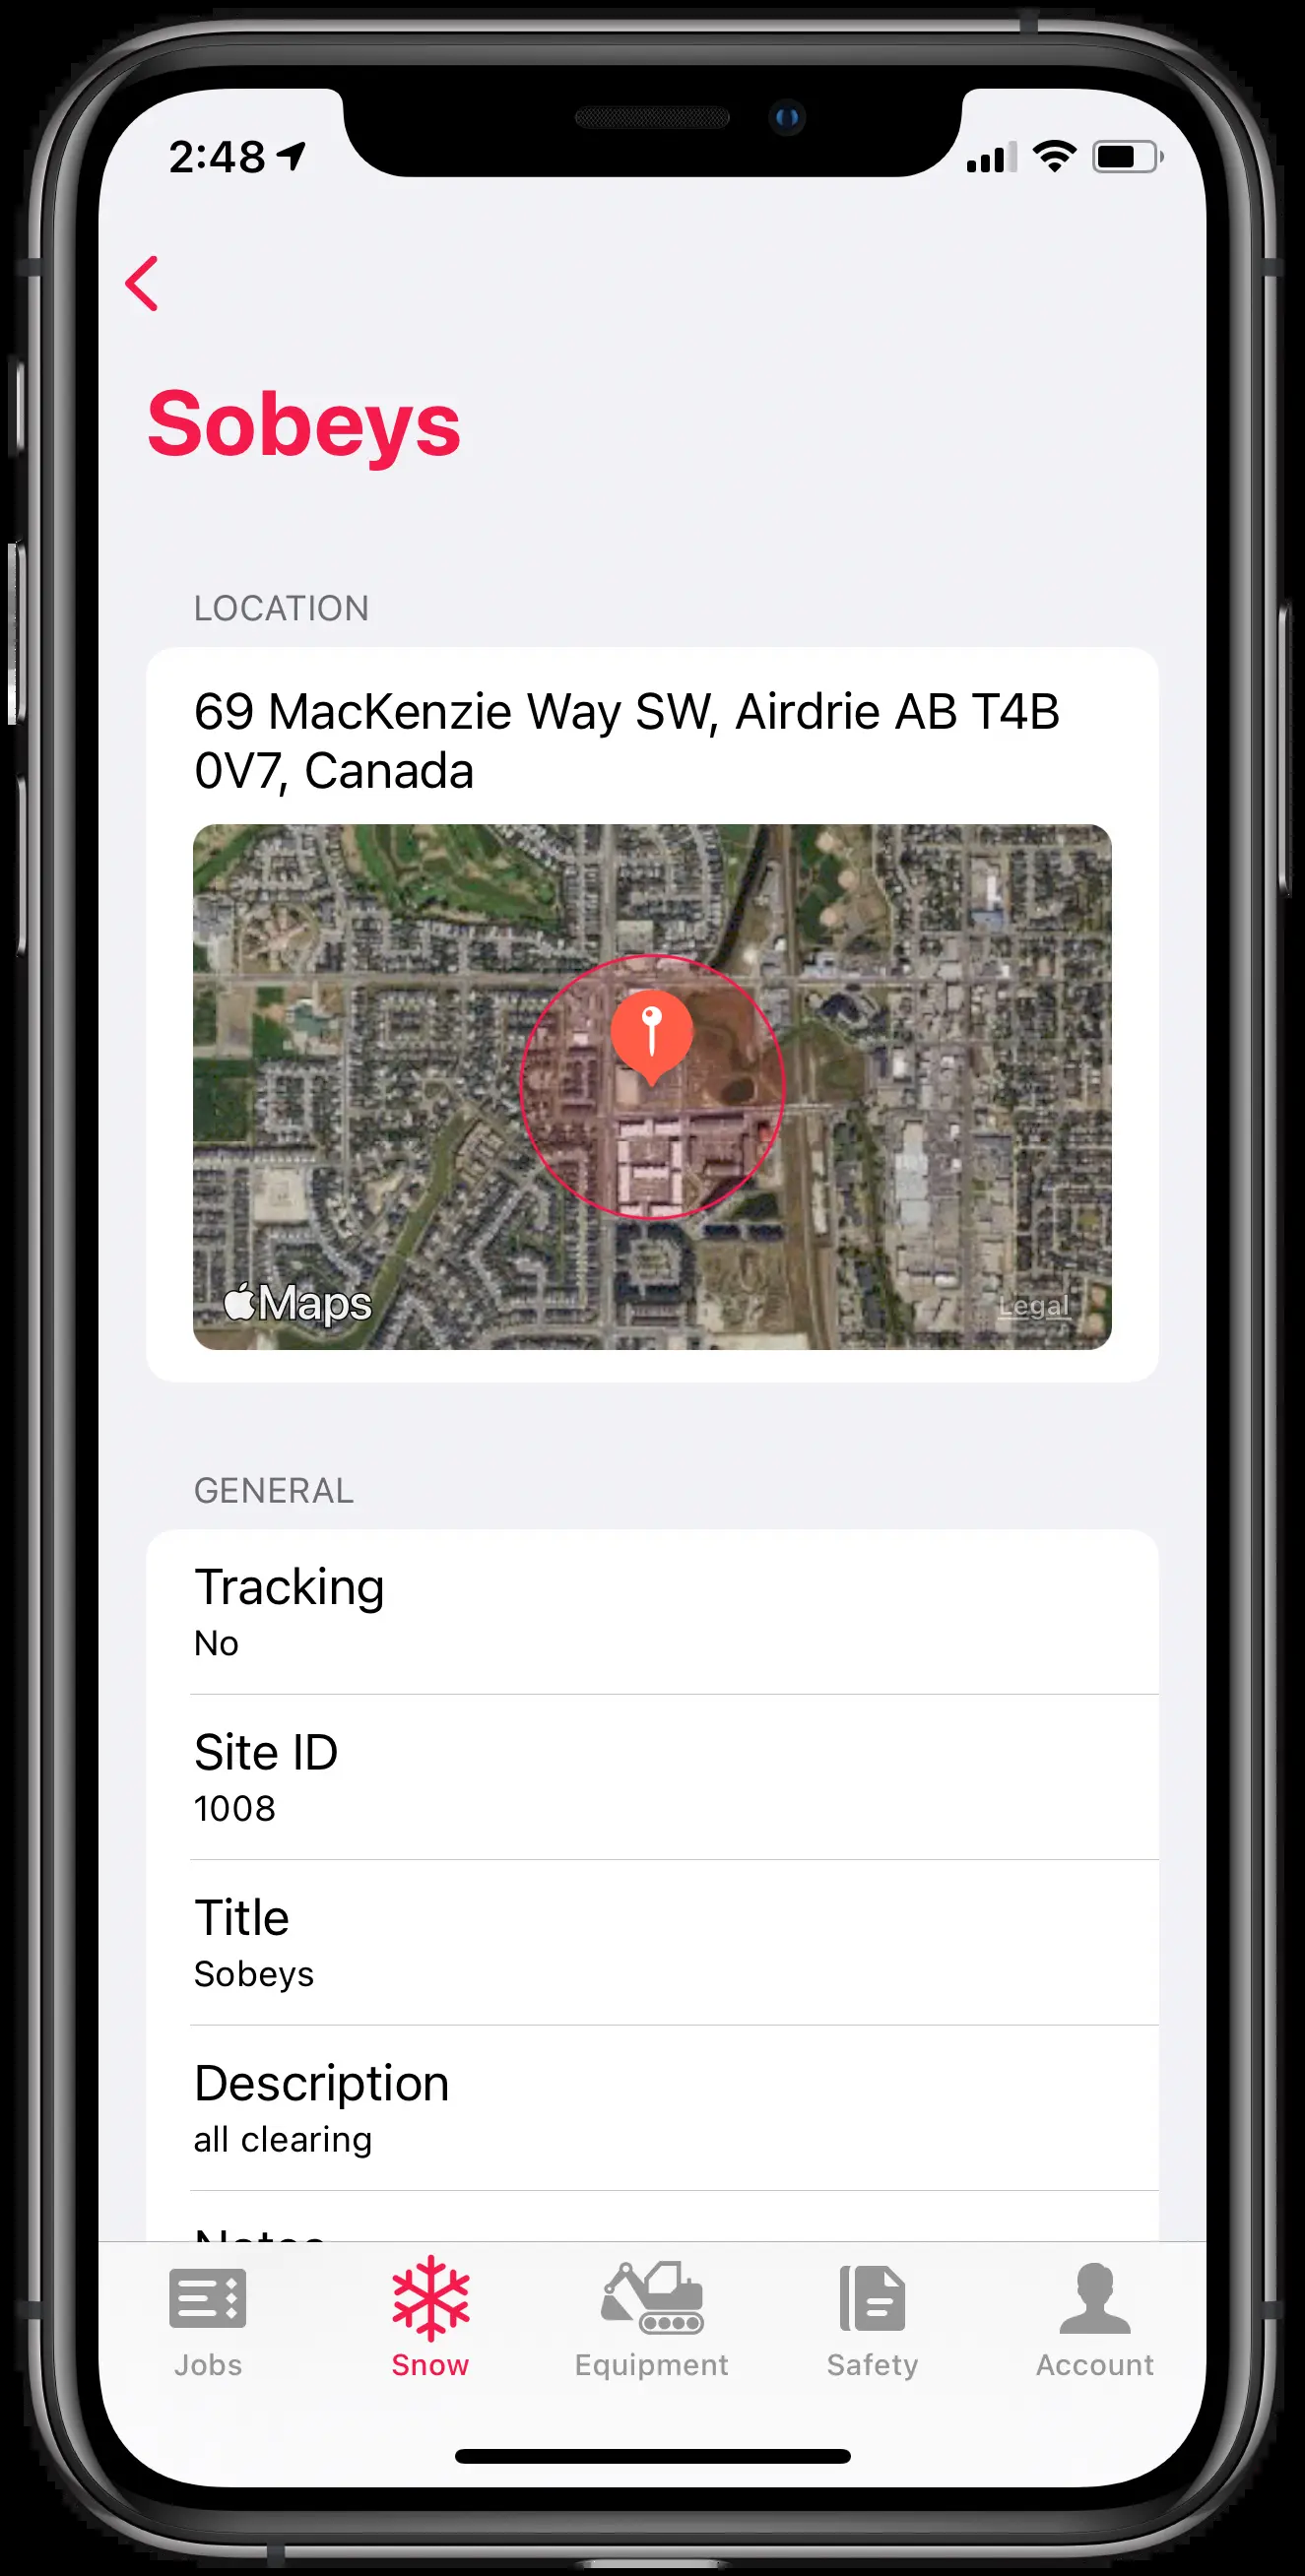 2:48
Sobeys
LOCATION
69 MacKenzie Way SW, Airdrie AB T4B
0V7, Canada
Maps
Legal
GENERAL
Tracking
No
Site ID
1008
Title
Sobeys
Description
all clearing
Notes
Jobs
Snow
Equipment
Safety
Account